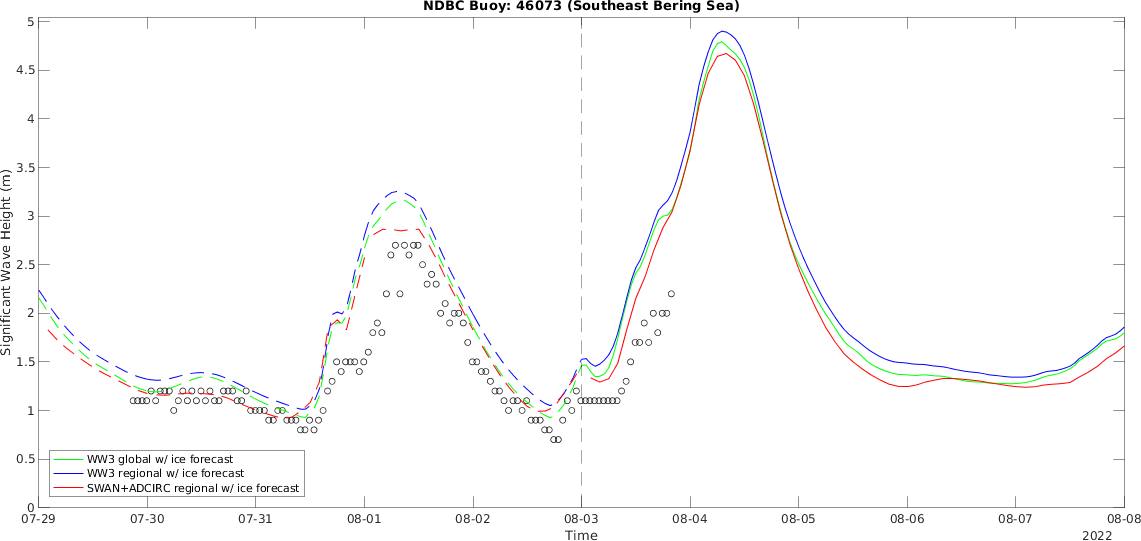 NDBC Buoy: 46073 (Southeast Bering Sea)
5
4.5
4
3.5
3
2.5
2
1.5
1
0.5
0
Significant Wave Height (m)
WW3 global w/ ice forecast
WW3 regional w/ ice forecast
SWAN+ADCIRC regional w/ ice forecast
07-29 07-30 07-31 08-01 08-02 08-03 08-04 08-05 08-06 08-07 08-08
Time
2022